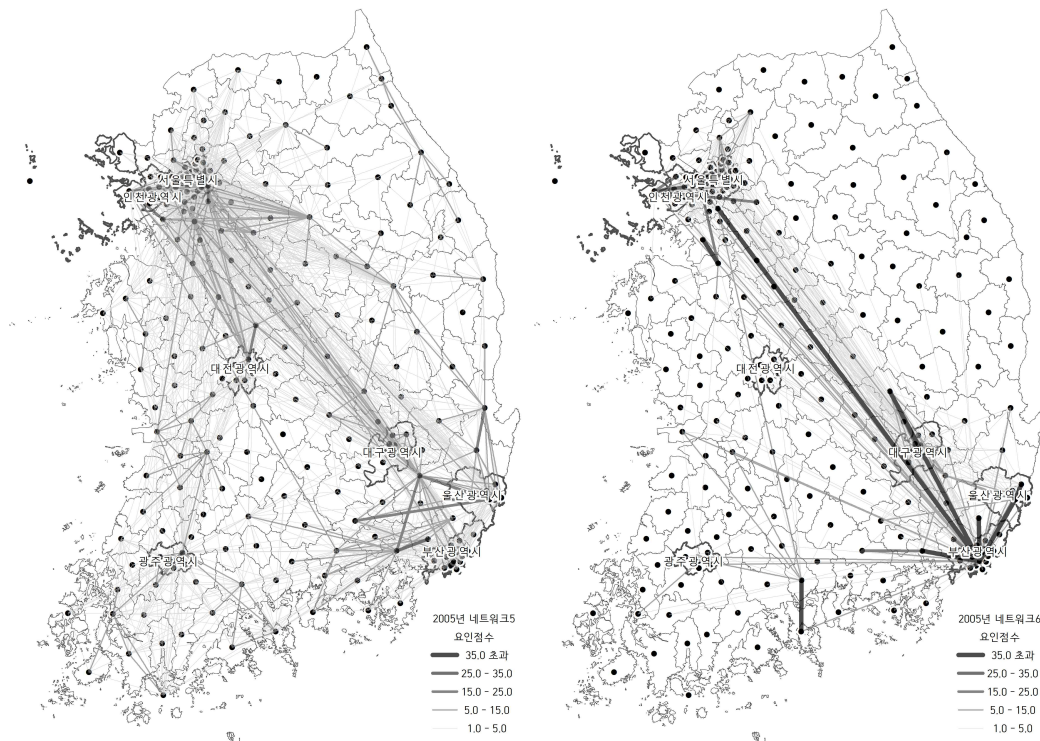 서울특별시
인천광역시
대전광역시
대구광역시
울산광역시
부산광역시
광주광역시
2005년 네트워크5
요인점수
35.0 초과
25.0 - 35.0
15.0 - 25.0
5.0 - 15.0
1.0 - 5.0
서울특별시
인천광역시
대전광역시
대구광역시
울산광역시
부산광역시
광주광역시
2005년 네트워크6
요인점수
35.0 초과
25.0 - 35.0
15.0 - 25.0
5.0 - 15.0
1.0 - 5.0